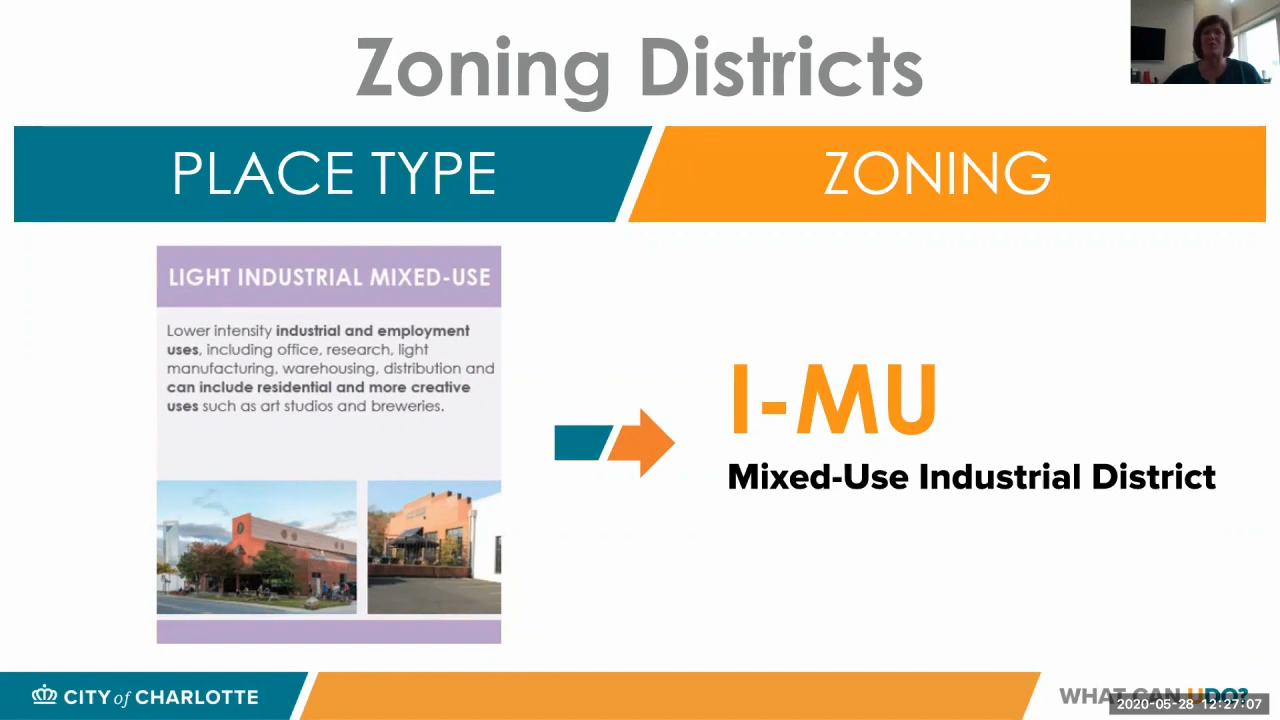 Zoning Districts
PLACE TYPE
ZONING
LIGHT INDUSTRIAL MIXED-USE
Lower intensity industrial and employment
uses, including office, research, light
manufacturing, warehousing, distribution and
can include residential and more creative
uses such as art studios and breweries.
I-MU
Mixed-Use Industrial District
CITY of CHARLOTTE
WHAT CAN UDO?
2020-05-28 12:27:07